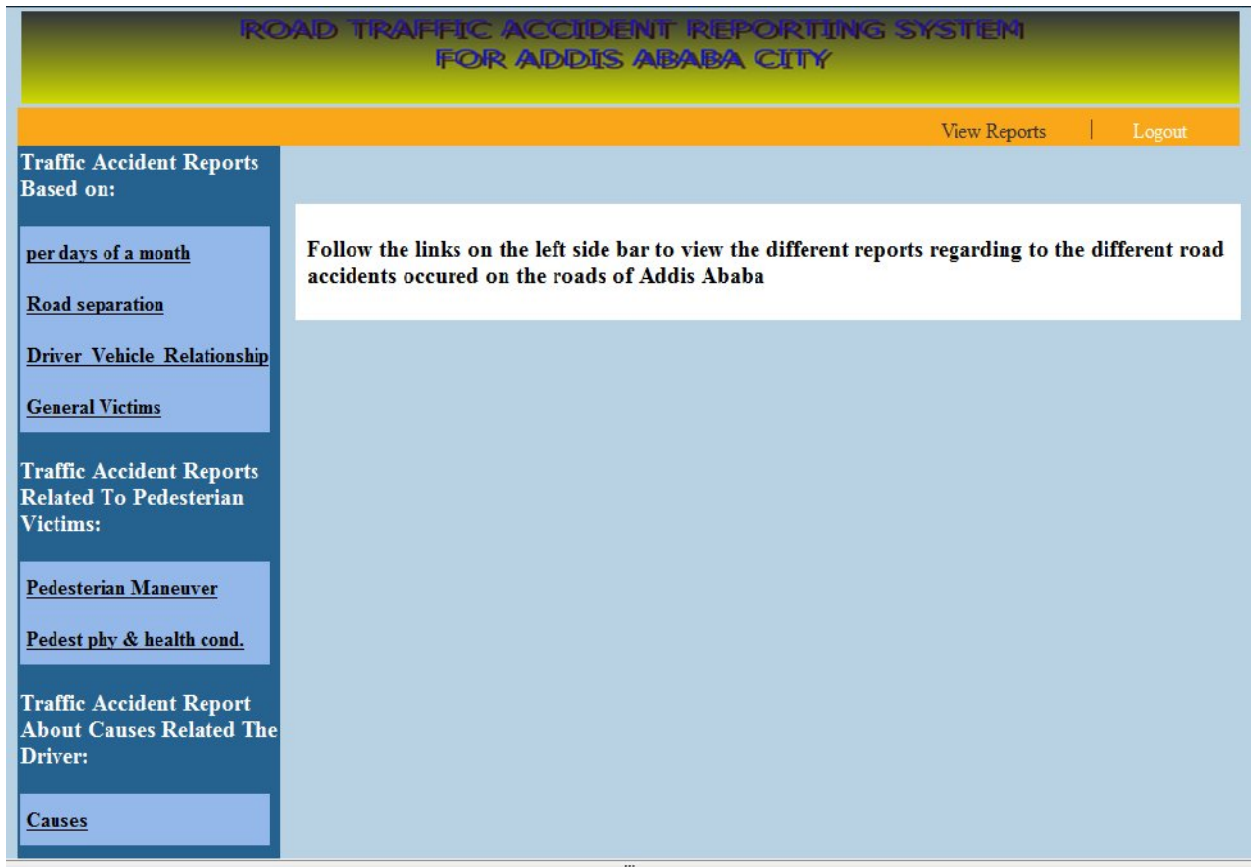 ROAD TRAFFIC ACCIDENT REPORTING SYSTEM
FOR ADDIS ABABA CITY
View Reports | Logout
Traffic Accident Reports
Based on:
per days of a month
Road separation
Driver Vehicle Relationship
General Victims
Traffic Accident Reports
Related To Pedesterian
Victims:
Pedesterian Maneuver
Pedest phy & health cond.
Traffic Accident Report
About Causes Related The
Driver:
Causes
Follow the links on the left side bar to view the different reports regarding to the different road
accidents occured on the roads of Addis Ababa